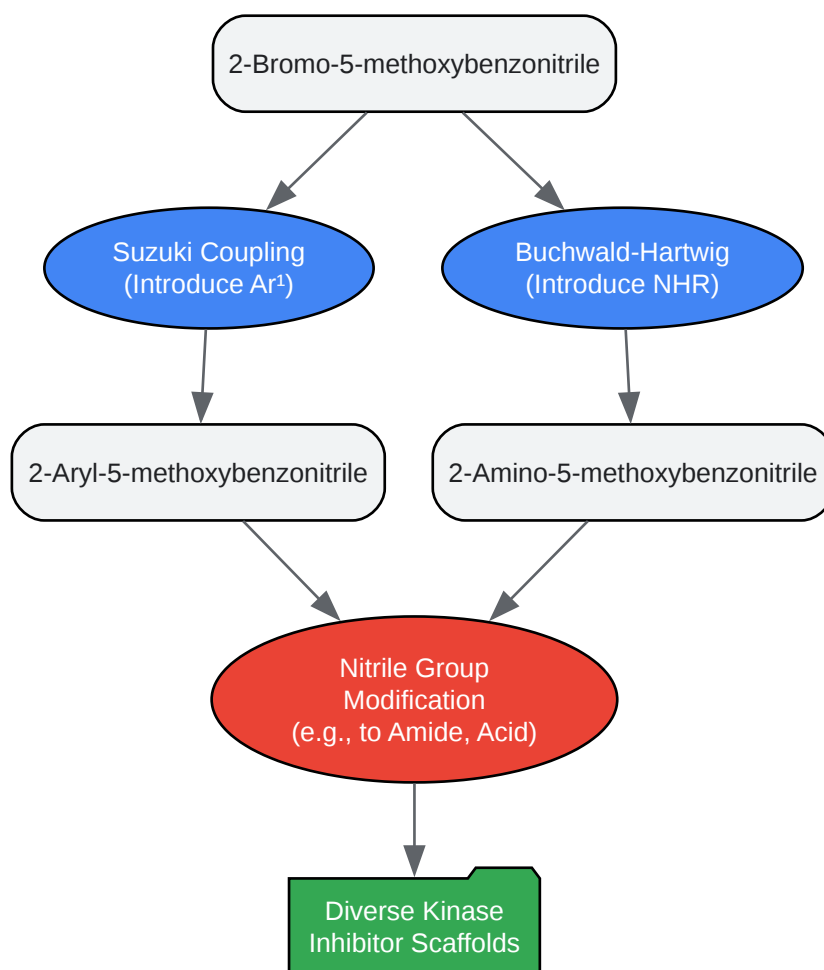 2-Bromo-5-methoxybenzonitrile
Suzuki Coupling
(Introduce Ar¹)
Buchwald-Hartwig
(Introduce NHR)
2-Aryl-5-methoxybenzonitrile
2-Amino-5-methoxybenzonitrile
Nitrile Group
Modification
(e.g., to Amide, Acid)
Diverse Kinase
Inhibitor Scaffolds